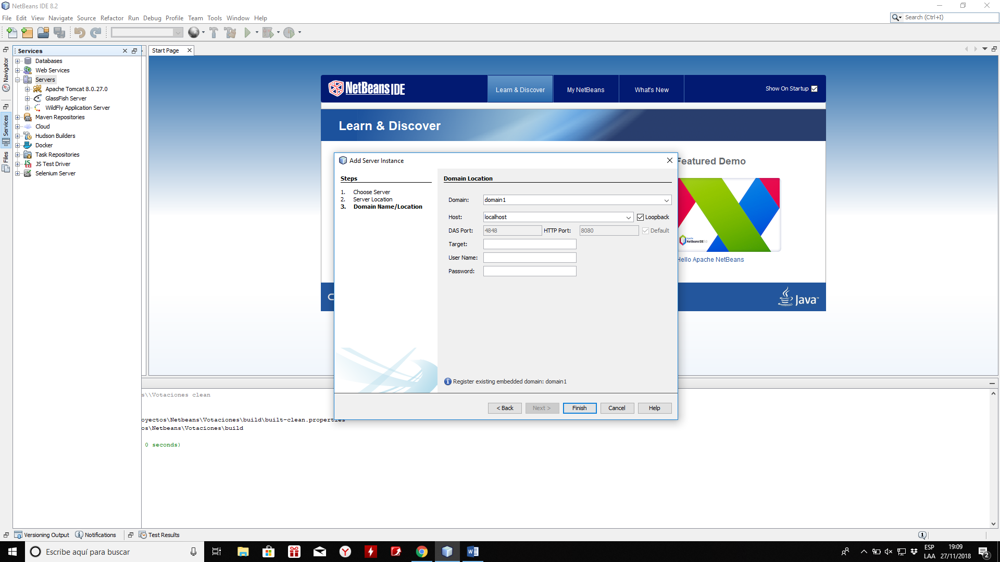 NetBeans IDE 8.2
File Edit View Navigate Source Refactor Run Debug Profile Team Tools Window Help
Search (Ctrl+I)
Navigator
Services
Files
Services
Databases
Web Services
Servers
Apache Tomcat 8.0.27.0
GlassFish Server
WildFly Application Server
Maven Repositories
Cloud
Hudson Builders
Docker
Task Repositories
JS Test Driver
Selenium Server
Start Page
NetBeans IDE
Learn & Discover
My NetBeans
What's New
Show On Startup
Learn & Discover
Featured Demo
Apache
NetBeans IDE
Hello Apache NetBeans
Java™
Add Server Instance
Steps
1. Choose Server
2. Server Location
3. Domain Name/Location
Domain Location
Domain: domain1
Host: localhost Loopback
DAS Port: 4848 HTTP Port: 8080 Default
Target:
User Name:
Password:
Register existing embedded domain: domain1
< Back Next > Finish Cancel Help
s\\Votaciones clean
oyectos\Netbeans\Votaciones\build\built-clean.properties
os\Netbeans\Votaciones\build
0 seconds)
Versioning Output Notifications Test Results
1
Escribe aquí para buscar
ESP
LAA
19:09
27/11/2018
2